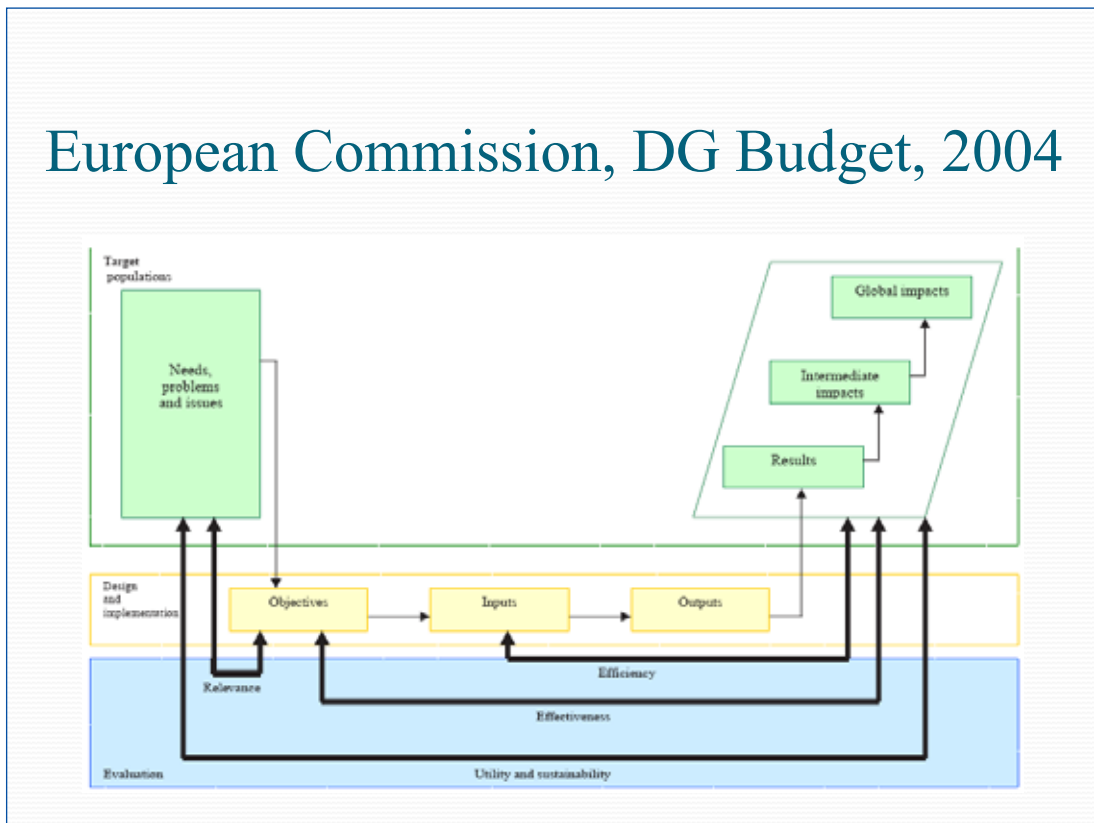 European Commission, DG Budget, 2004
Target
populations
Global impacts
Needs,
problems
and issues
Intermediate
impacts
Results
Design
and
implementation
Objectives
Inputs
Outputs
Efficiency
Relevance
Effectiveness
Evaluation
Utility and sustainability